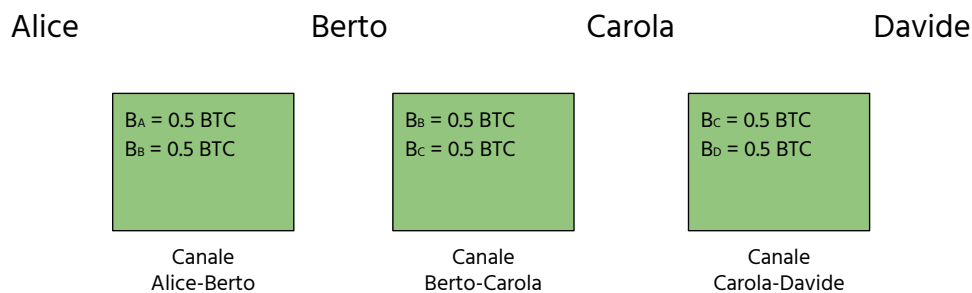 Alice Berto Carola Davide
BA = 0.5 BTC
BB = 0.5 BTC
BB = 0.5 BTC
BC = 0.5 BTC
BC = 0.5 BTC
BD = 0.5 BTC
Canale
Alice-Berto
Canale
Berto-Carola
Canale
Carola-Davide